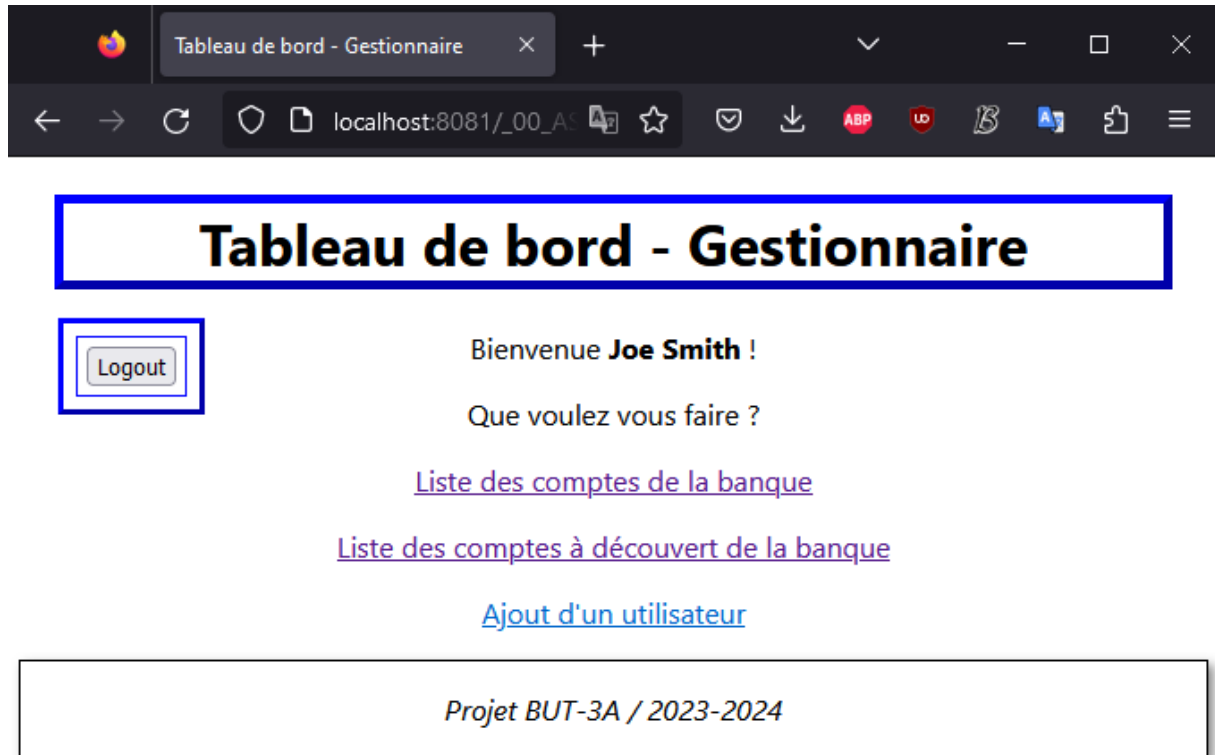 Tableau de bord - Gestionnaire
localhost:8081/_00_AS
ABP
Tableau de bord - Gestionnaire
Logout
Bienvenue Joe Smith !
Que voulez vous faire ?
Liste des comptes de la banque
Liste des comptes à découvert de la banque
Ajout d'un utilisateur
Projet BUT-3A / 2023-2024